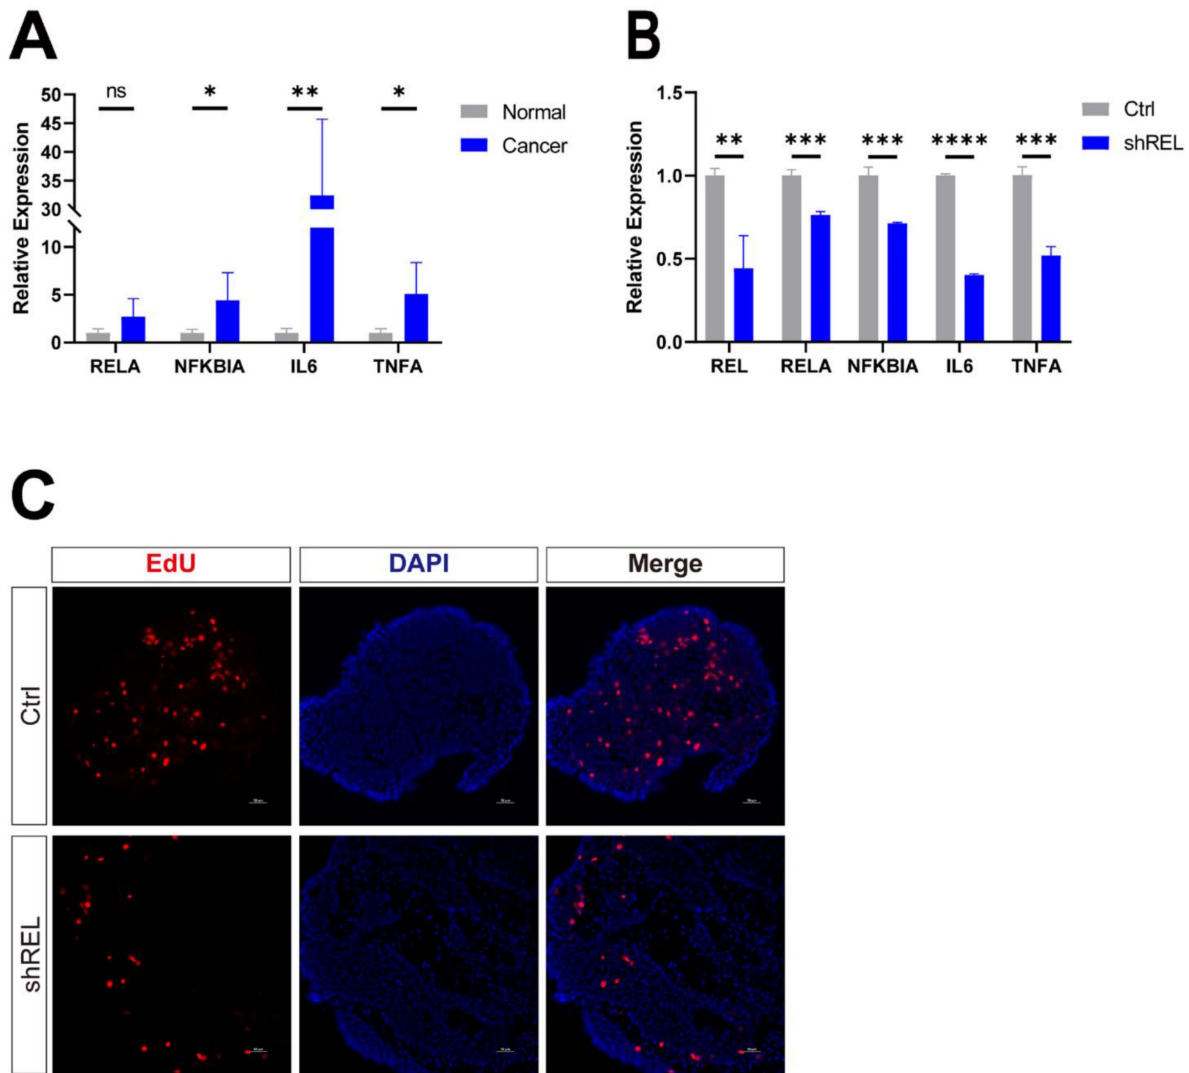 A
B
Relative Expression
50
45
40
35
30
10
5
0
ns
*
**
*
Normal
Cancer
RELA
NFKBIA
IL6
TNFA
Relative Expression
1.5
1.0
0.5
0.0
**
***
***
****
***
Ctrl
shREL
REL
RELA
NFKBIA
IL6
TNFA
C
EdU
DAPI
Merge
Ctrl
shREL